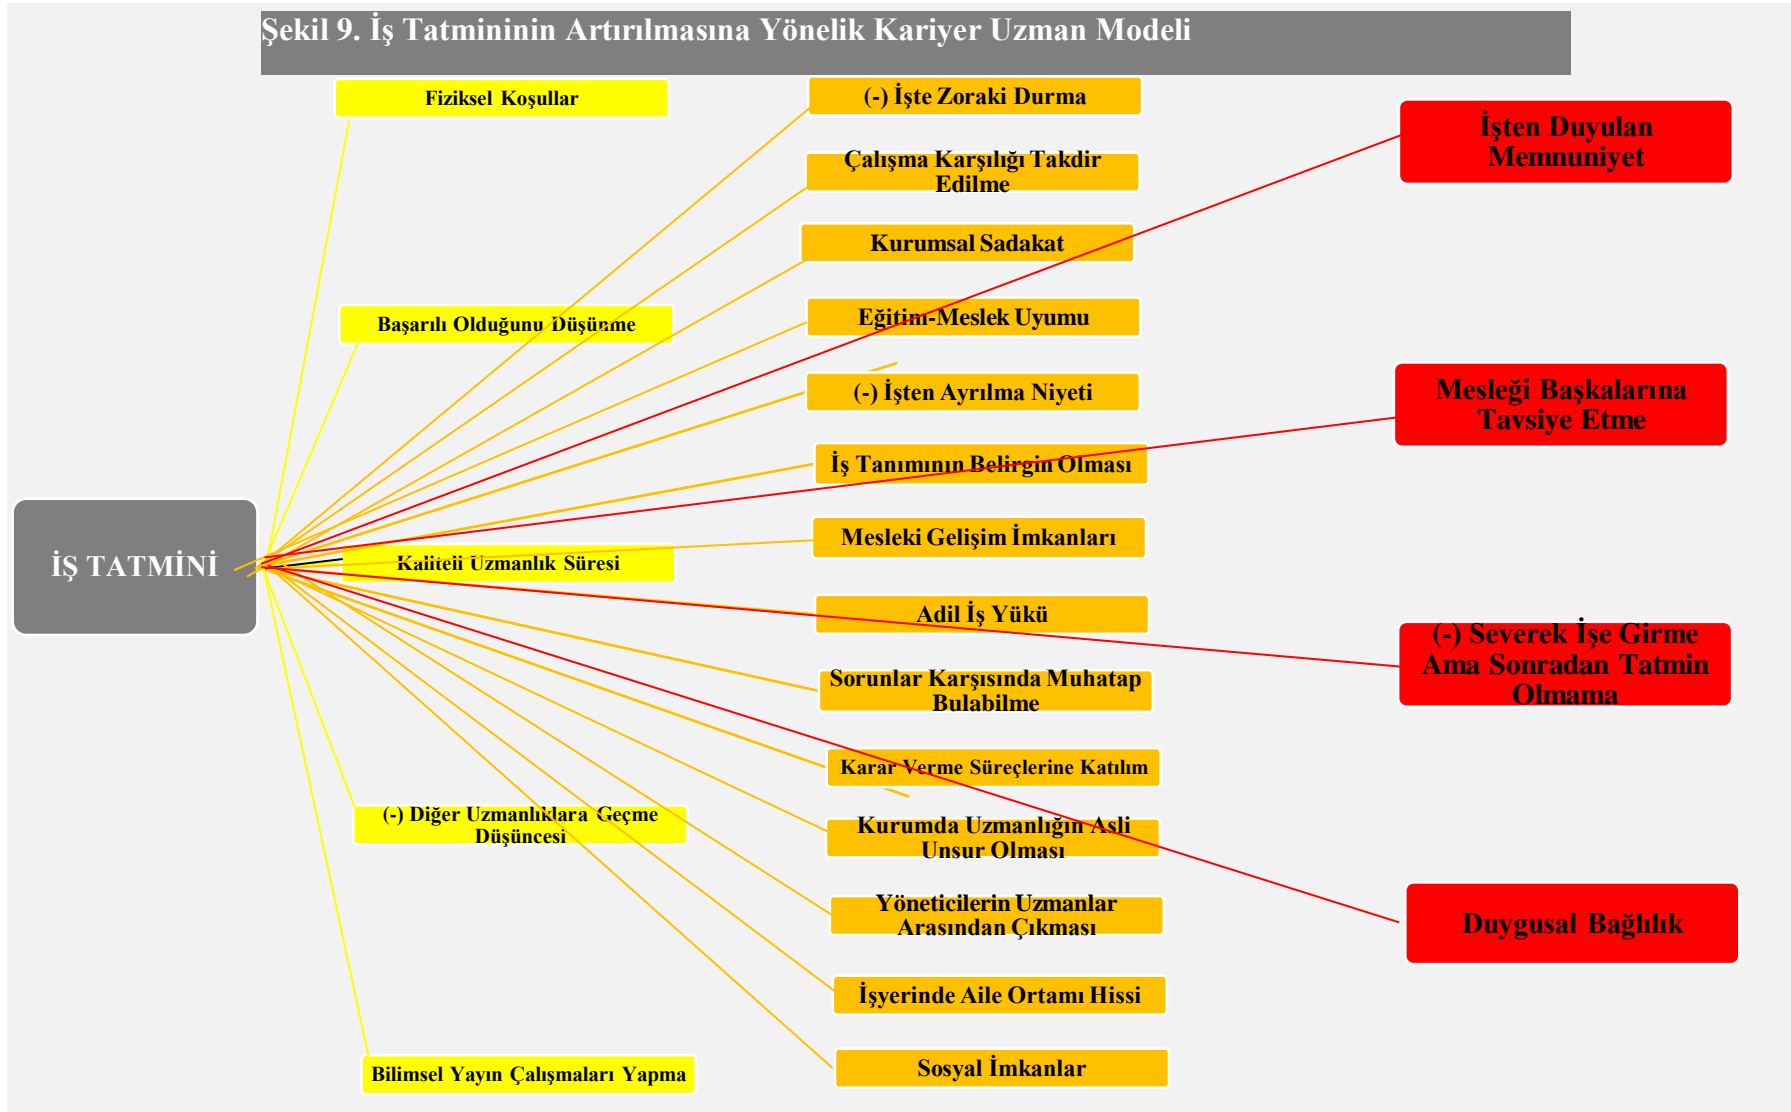 Şekil 9. İş Tatmininin Artırılmasına Yönelik Kariyer Uzman Modeli
İŞ TATMİNİ
Fiziksel Koşullar
Başarılı Olduğunu Düşünme
Kaliteli Uzmanlık Süresi
(-) Diğer Uzmanlıklara Geçme
Düşüncesi
Bilimsel Yayın Çalışmaları Yapma
(-) İşte Zoraki Durma
Çalışma Karşılığı Takdir
Edilme
Kurumsal Sadakat
Eğitim-Meslek Uyumu
(-) İşten Ayrılma Niyeti
İş Tanımının Belirgin Olması
Mesleki Gelişim İmkanları
Adil İş Yükü
Sorunlar Karşısında Muhatap
Bulabilme
Karar Verme Süreçlerine Katılım
Kurumda Uzmanlığın Asli
Unsur Olması
Yöneticilerin Uzmanlar
Arasından Çıkması
İşyerinde Aile Ortamı Hissi
Sosyal İmkanlar
İşten Duyulan
Memnuniyet
Mesleği Başkalarına
Tavsiye Etme
(-) Severek İşe Girme
Ama Sonradan Tatmin
Olmama
Duygusal Bağlılık